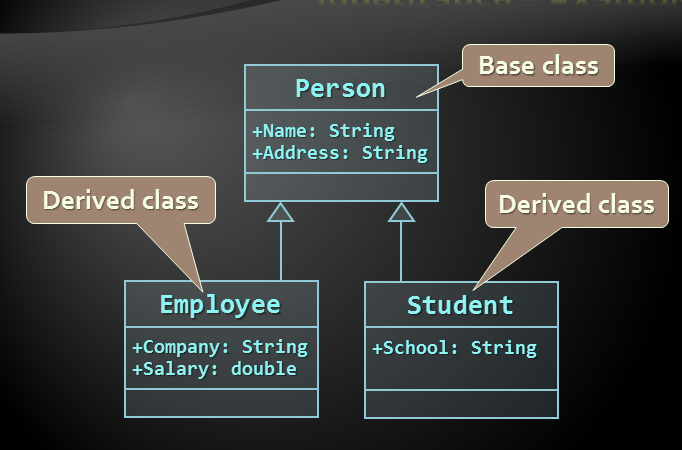 Base class
Person
+Name: String
+Address: String
Derived class
Derived class
Employee
+Company: String
+Salary: double
Student
+School: String